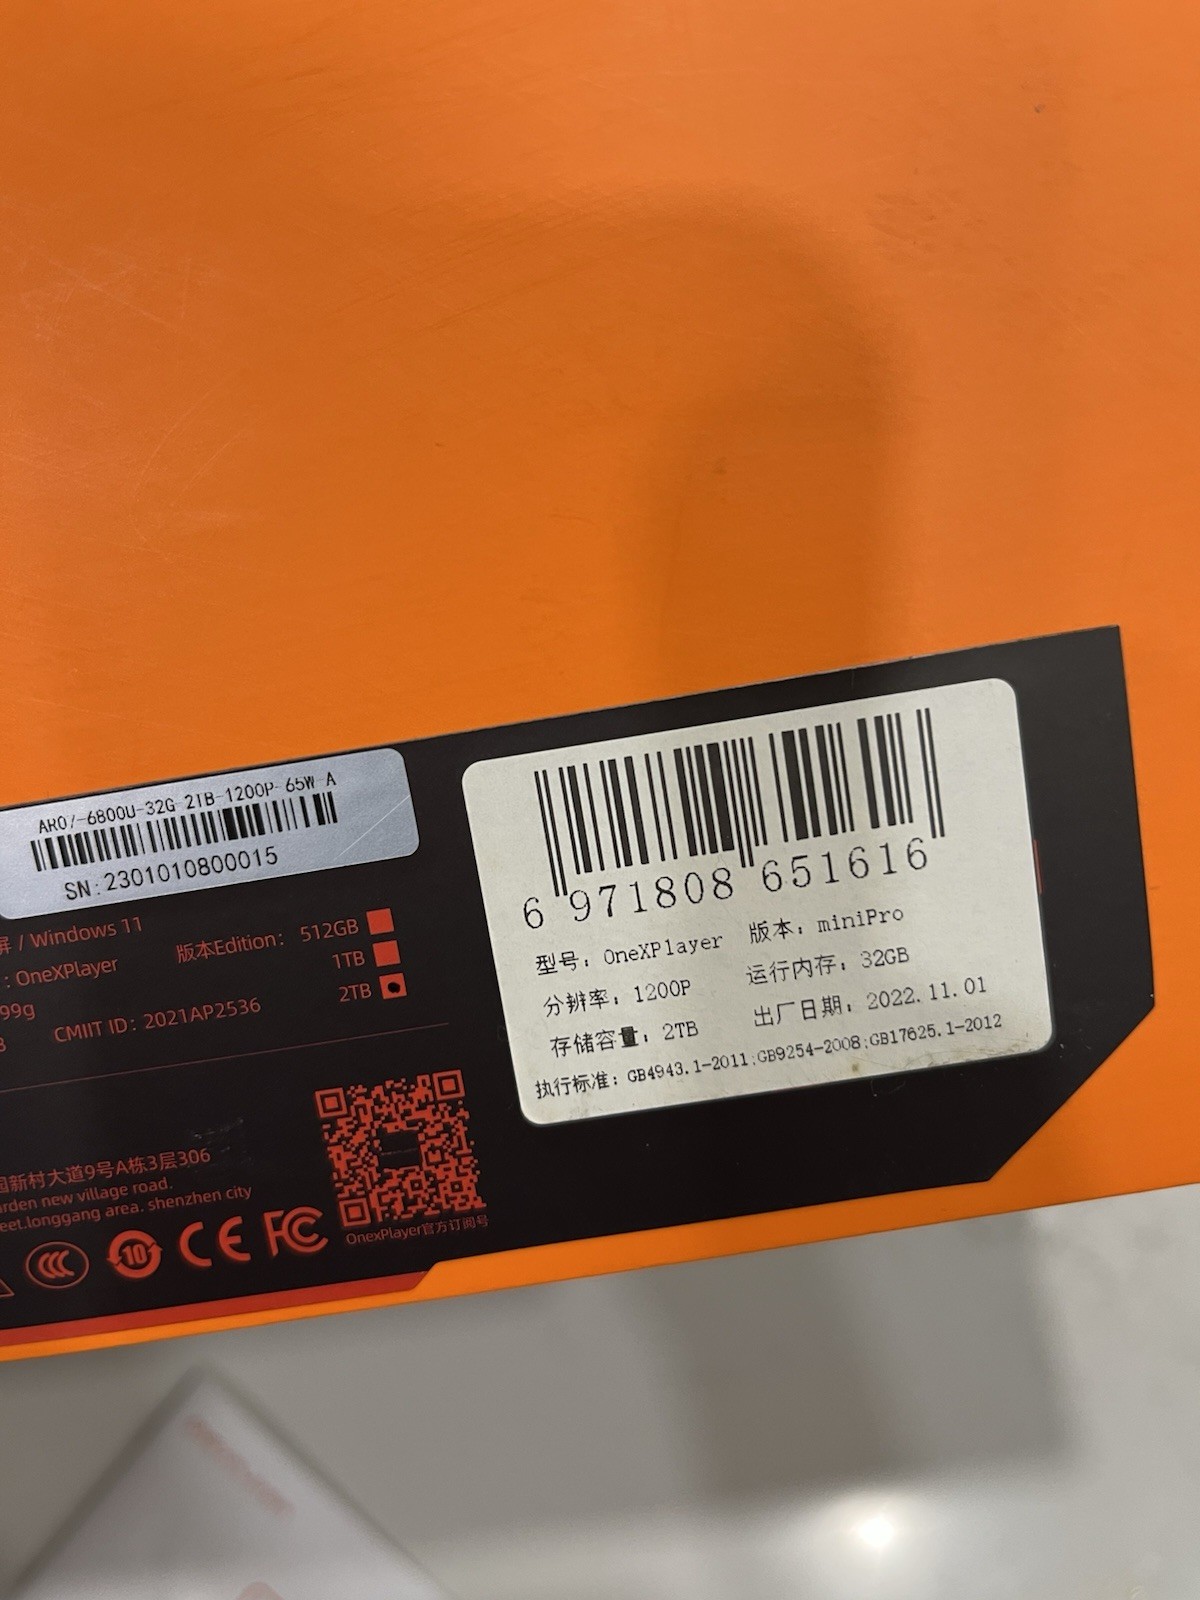 AR07-6800U-32G-2TB-1200P-65W-A
SN:2301010800015
屏 / Windows 11
: OneXPlayer
99g
版本Edition: 512GB
1TB
2TB
CMIIT ID: 2021AP2536
国新村大道9号A栋3层306
arden new village road.
eet.longgang area. shenzhen city
CCC
10
CE
FC
OnexPlayer官方订阅号
6 971808 651616
型号: OneXPlayer 版本: miniPro
分辨率: 1200P 运行内存: 32GB
存储容量: 2TB 出厂日期: 2022.11.01
执行标准: GB4943.1-2011;GB9254-2008;GB17625.1-2012